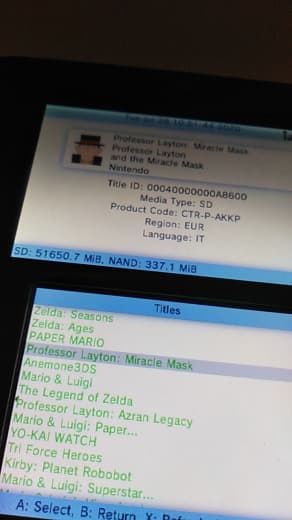 Professor Layton: Miracle Mask
Professor Layton
and the Miracle Mask
Nintendo
Title ID: 00040000000A8600
Media Type: SD
Product Code: CTR-P-AKKP
Region: EUR
Language: IT
SD: 51650.7 MiB, NAND: 337.1 MiB
Titles
Zelda: Seasons
Zelda: Ages
PAPER MARIO
Professor Layton: Miracle Mask
Anemone3DS
Mario & Luigi
The Legend of Zelda
Professor Layton: Azran Legacy
Mario & Luigi: Paper...
YO-KAI WATCH
Tri Force Heroes
Kirby: Planet Robobot
Mario & Luigi: Superstar...
A: Select, B: Return, X: